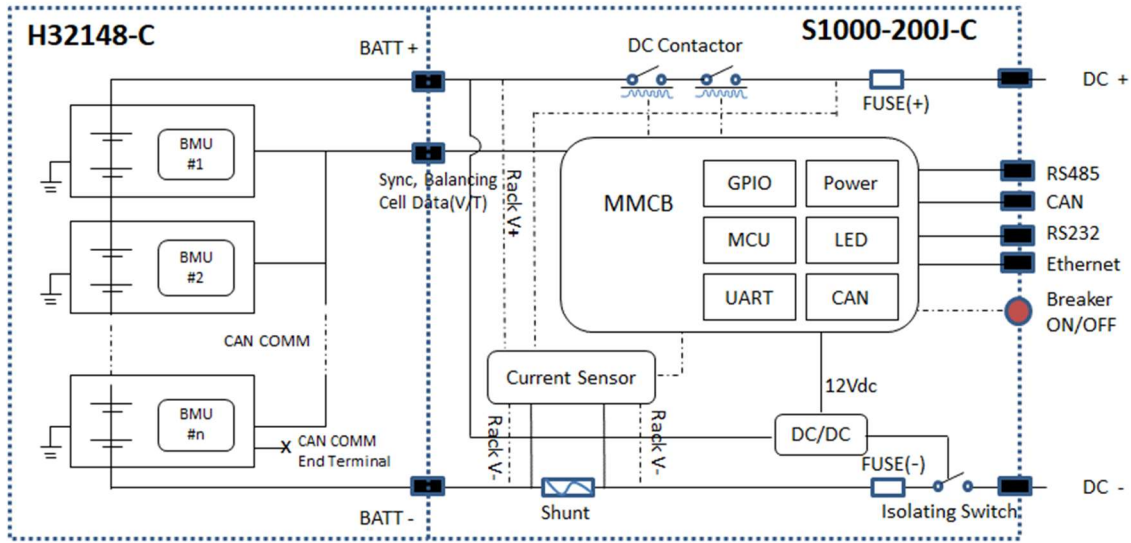 H32148-C
S1000-200J-C
BATT +
DC Contactor
DC +
FUSE(+)
BMU
#1
Sync, Balancing
Cell Data(V/T)
Rack V+
MMCB
GPIO
Power
MCU
LED
UART
CAN
RS485
CAN
RS232
Ethernet
Breaker
ON/OFF
BMU
#2
CAN COMM
Current Sensor
12Vdc
BMU
#n
CAN COMM
End Terminal
Rack V-
Rack V-
DC/DC
FUSE(-)
BATT -
Shunt
Isolating Switch
DC -